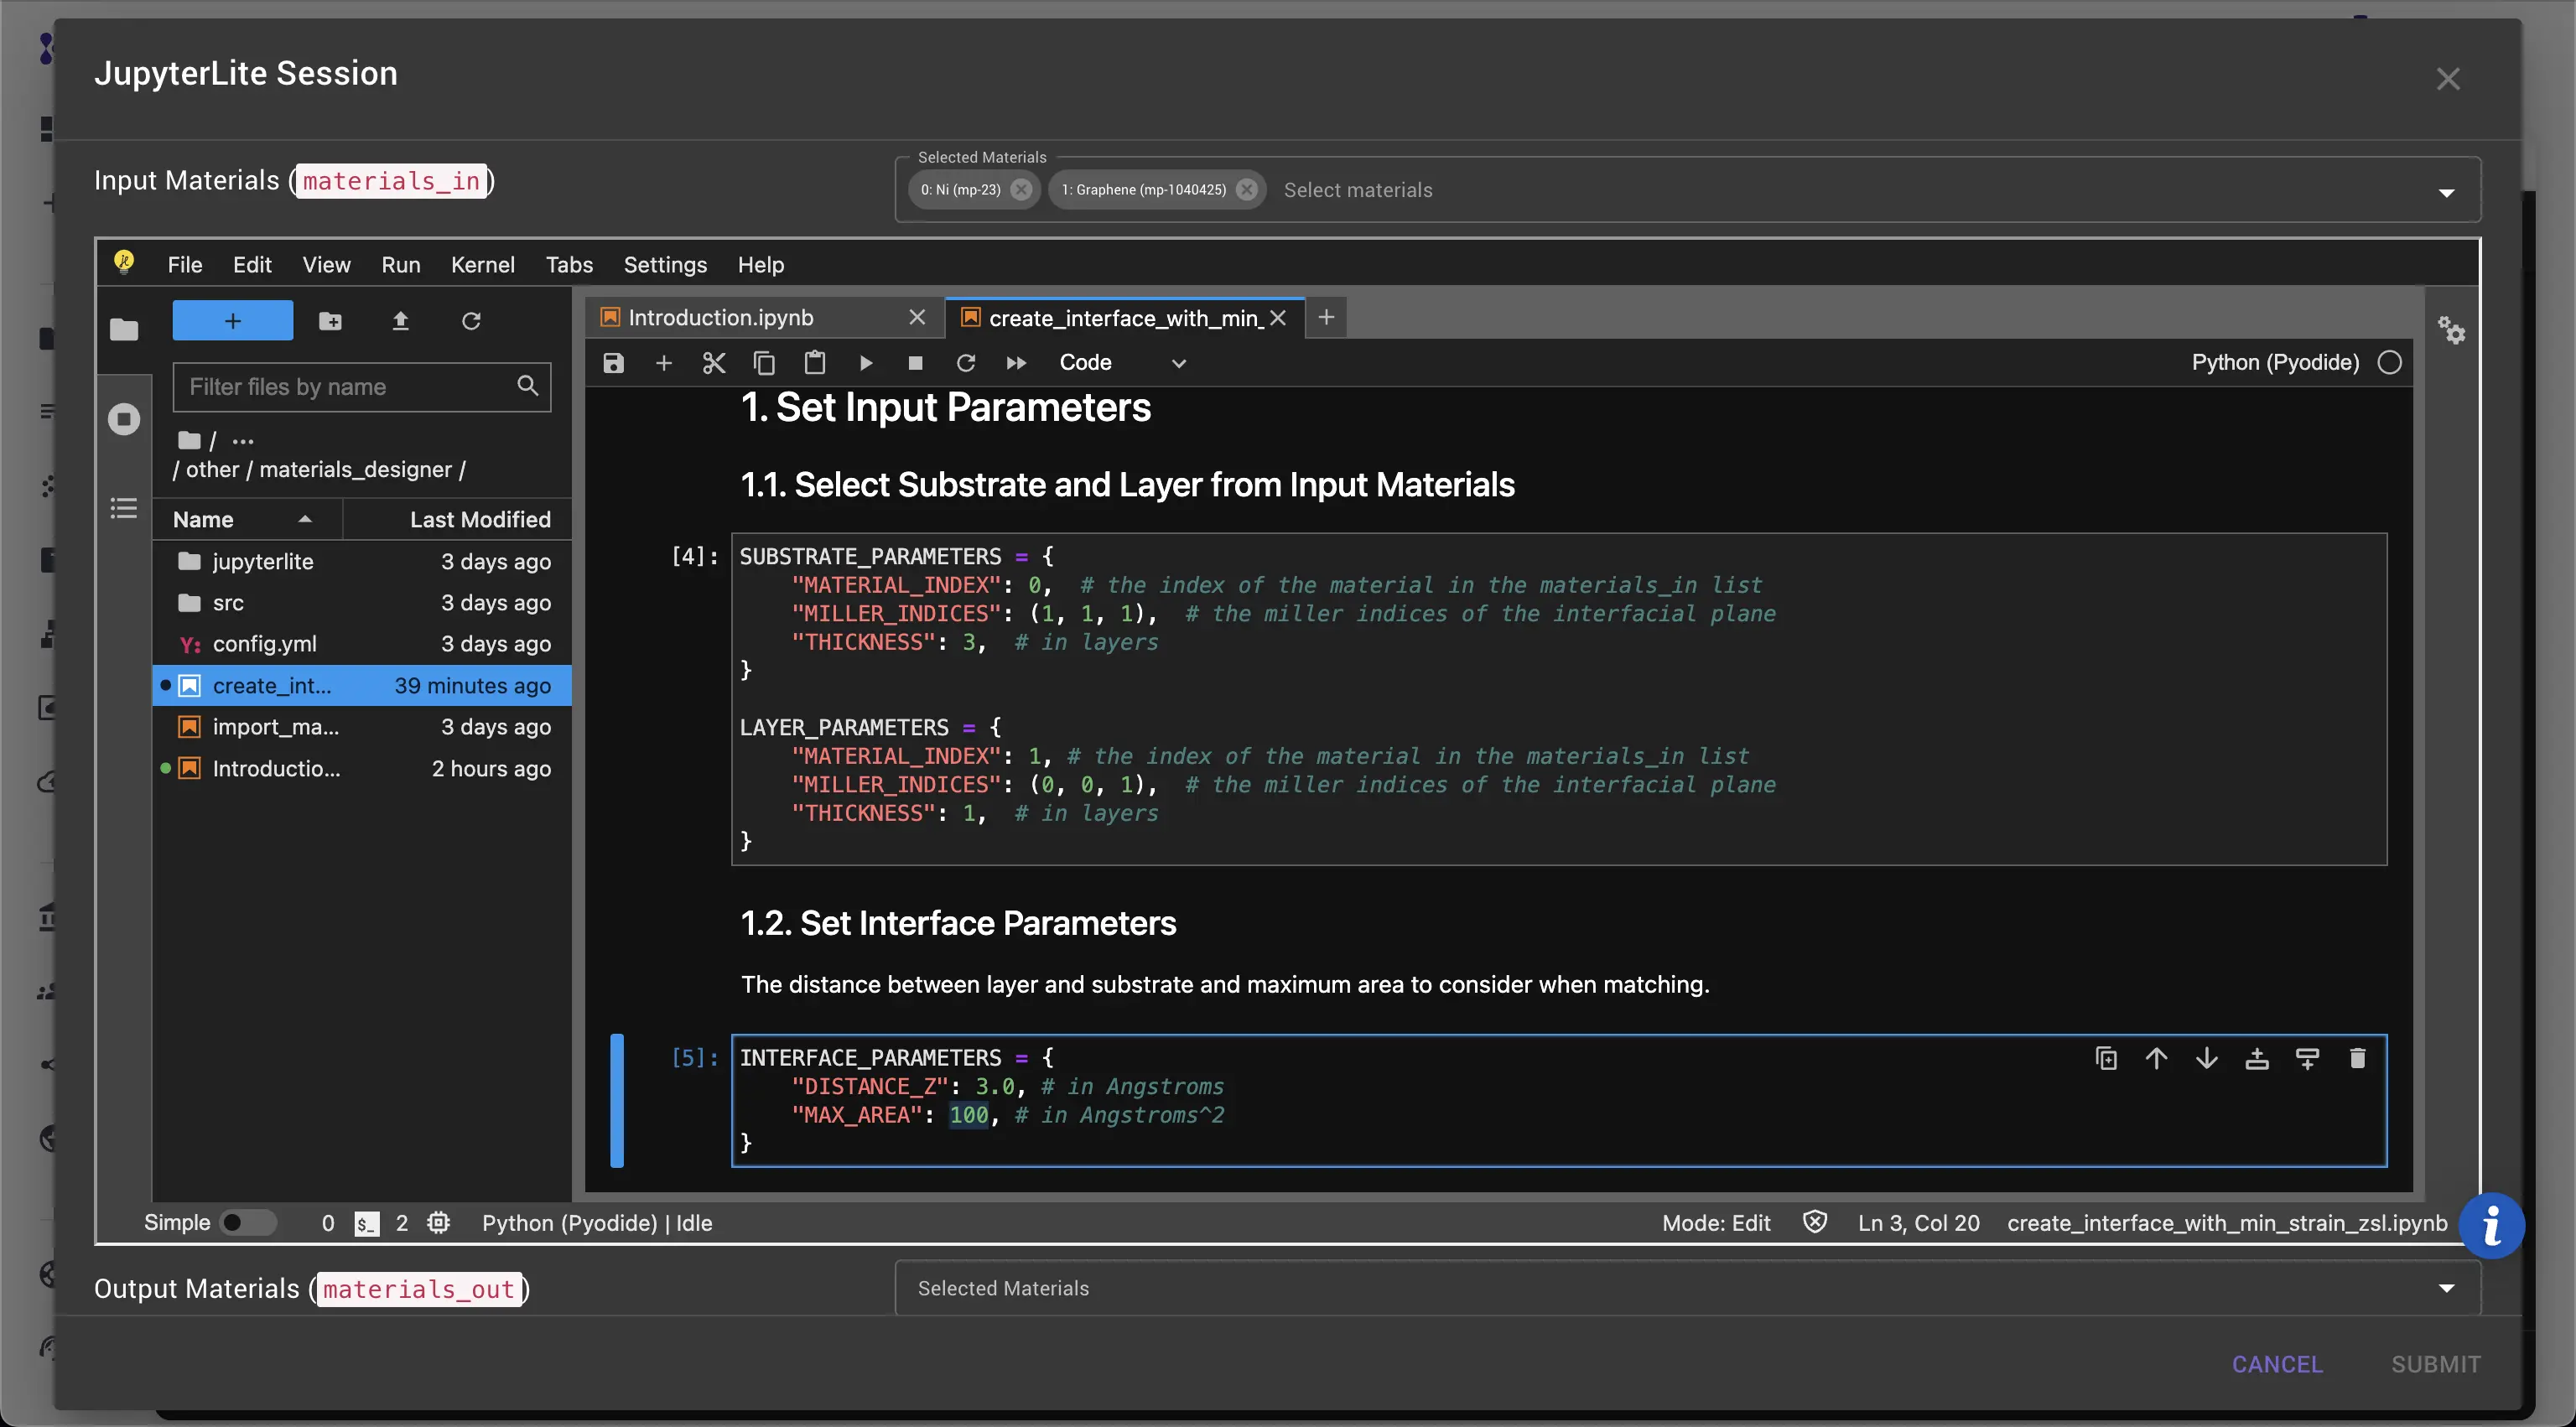 JupyterLite Session
Input Materials (materials_in)
Selected Materials
0: Ni (mp-23)
1: Graphene (mp-1040425)
Select materials
File Edit View Run Kernel Tabs Settings Help
Filter files by name
/ ...
/ other / materials_designer /
Name Last Modified
jupyterlite 3 days ago
src 3 days ago
Y: config.yml 3 days ago
create_int... 39 minutes ago
import_ma... 3 days ago
Introductio... 2 hours ago
Introduction.ipynb
create_interface_with_min_
Code
Python (Pyodide)
1. Set Input Parameters
1.1. Select Substrate and Layer from Input Materials
[4]:
SUBSTRATE_PARAMETERS = {
    "MATERIAL_INDEX": 0,  # the index of the material in the materials_in list
    "MILLER_INDICES": (1, 1, 1),  # the miller indices of the interfacial plane
    "THICKNESS": 3,  # in layers
}
LAYER_PARAMETERS = {
    "MATERIAL_INDEX": 1, # the index of the material in the materials_in list
    "MILLER_INDICES": (0, 0, 1),  # the miller indices of the interfacial plane
    "THICKNESS": 1,  # in layers
}
1.2. Set Interface Parameters
The distance between layer and substrate and maximum area to consider when matching.
[5]:
INTERFACE_PARAMETERS = {
    "DISTANCE_Z": 3.0, # in Angstroms
    "MAX_AREA": 100, # in Angstroms^2
}
Simple 0 $_ 2 Python (Pyodide) | Idle
Mode: Edit Ln 3, Col 20 create_interface_with_min_strain_zsl.ipynb
i
Output Materials (materials_out)
Selected Materials
CANCEL SUBMIT